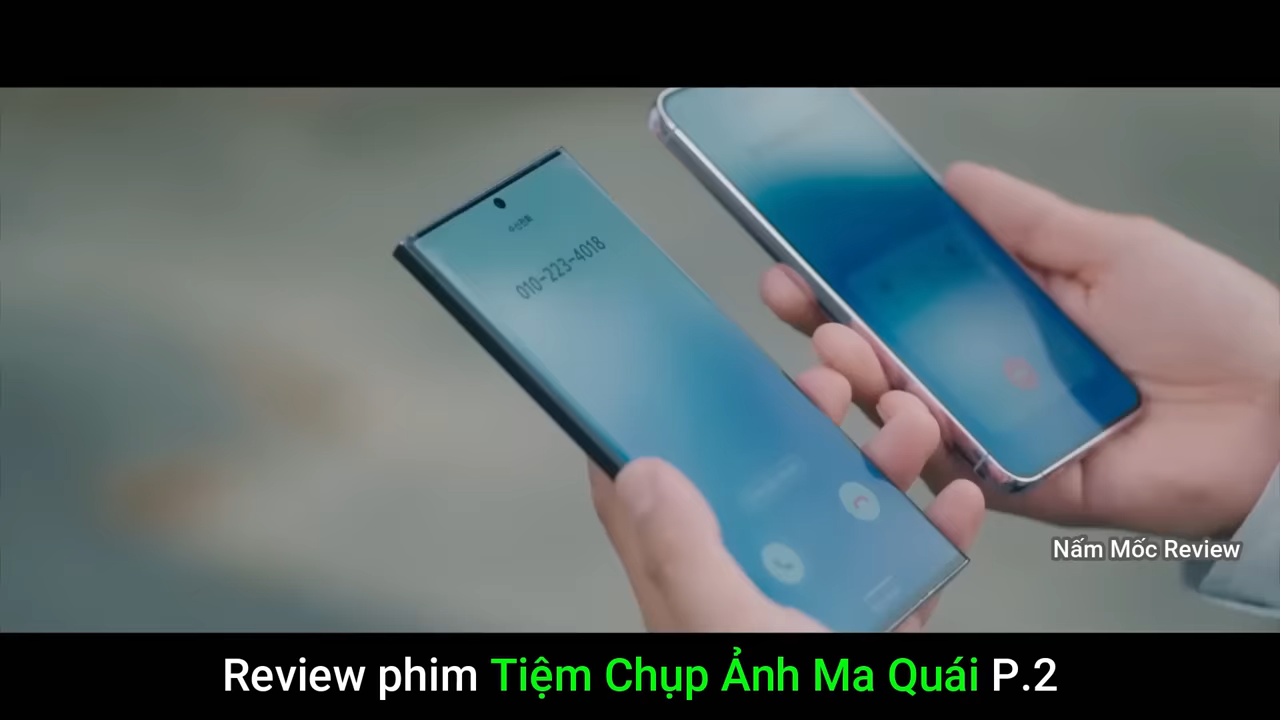 010-223-4018
Nấm Mốc Review
Review phim Tiệm Chụp Ảnh Ma Quái P.2